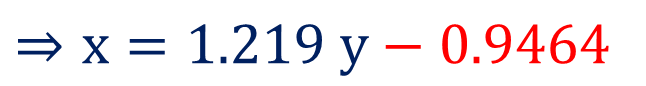 ⇒ x = 1.219 y − 0.9464